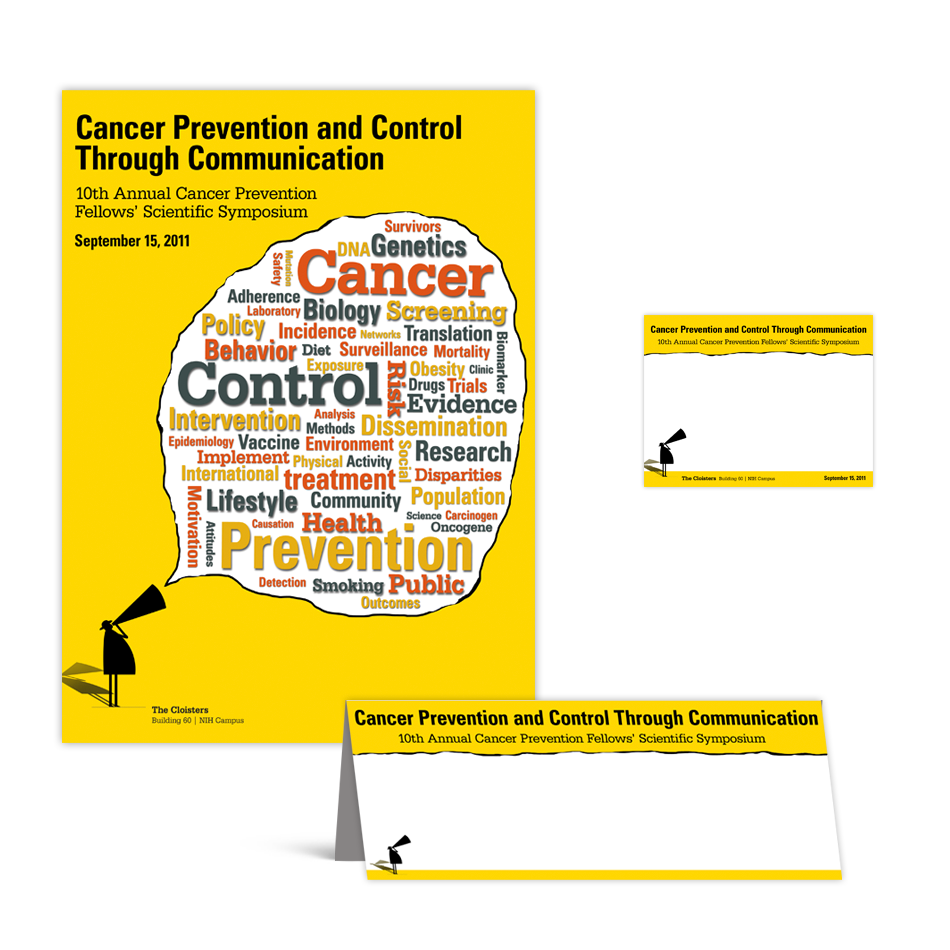 Cancer Prevention and Control
Through Communication
10th Annual Cancer Prevention
Fellows' Scientific Symposium
September 15, 2011
Survivors
DNA Genetics
Mutation
Safety
Cancer
Adherence
Laboratory
Biology
Screening
Policy
Incidence
Networks
Translation
Behavior
Diet
Surveillance
Mortality
Biomarker
Exposure
Control
Risk
Obesity
Clinic
Drugs
Trials
Evidence
Intervention
Analysis
Methods
Dissemination
Epidemiology
Vaccine
Environment
Social
Research
Implement
Physical
Activity
International
treatment
Disparities
Motivation
Lifestyle
Community
Population
Attitudes
Causation
Health
Science
Carcinogen
Oncogene
Prevention
Detection
Smoking
Public
Outcomes
The Cloisters
Building 60 | NIH Campus
Cancer Prevention and Control Through Communication
10th Annual Cancer Prevention Fellows' Scientific Symposium
The Cloisters Building 60 | NIH Campus
September 15, 2011
Cancer Prevention and Control Through Communication
10th Annual Cancer Prevention Fellows' Scientific Symposium